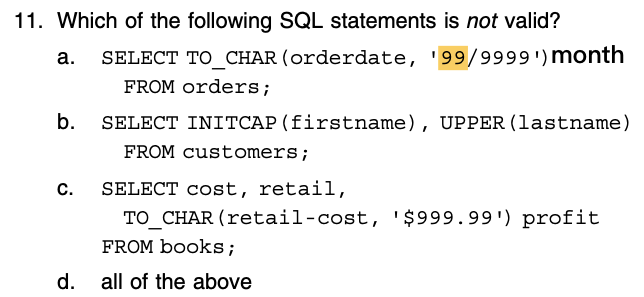 11. Which of the following SQL statements is not valid?
a. SELECT TO_CHAR(orderdate, '99/9999')month
FROM orders;
b. SELECT INITCAP(firstname), UPPER(lastname)
FROM customers;
c. SELECT cost, retail,
TO_CHAR(retail-cost, '$999.99') profit
FROM books;
d. all of the above